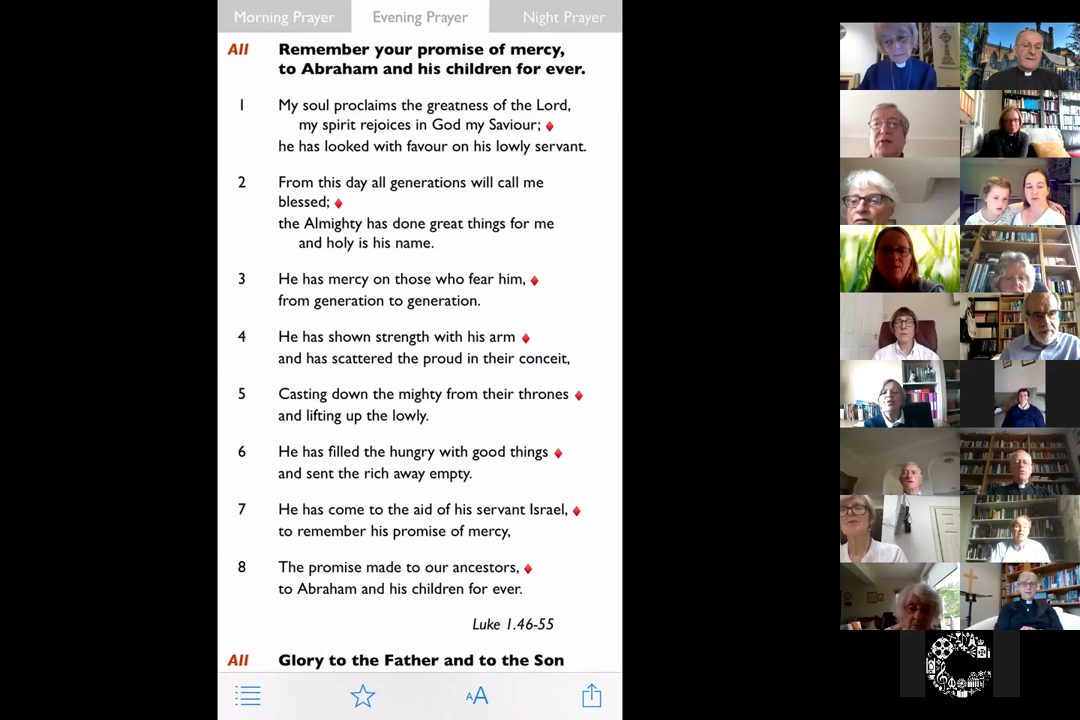 Morning Prayer Evening Prayer Night Prayer
All Remember your promise of mercy,
to Abraham and his children for ever.
1 My soul proclaims the greatness of the Lord,
my spirit rejoices in God my Saviour; ♦
he has looked with favour on his lowly servant.
2 From this day all generations will call me
blessed; ♦
the Almighty has done great things for me
and holy is his name.
3 He has mercy on those who fear him, ♦
from generation to generation.
4 He has shown strength with his arm ♦
and has scattered the proud in their conceit,
5 Casting down the mighty from their thrones ♦
and lifting up the lowly.
6 He has filled the hungry with good things ♦
and sent the rich away empty.
7 He has come to the aid of his servant Israel, ♦
to remember his promise of mercy,
8 The promise made to our ancestors, ♦
to Abraham and his children for ever.
Luke 1.46-55
All Glory to the Father and to the Son
AA